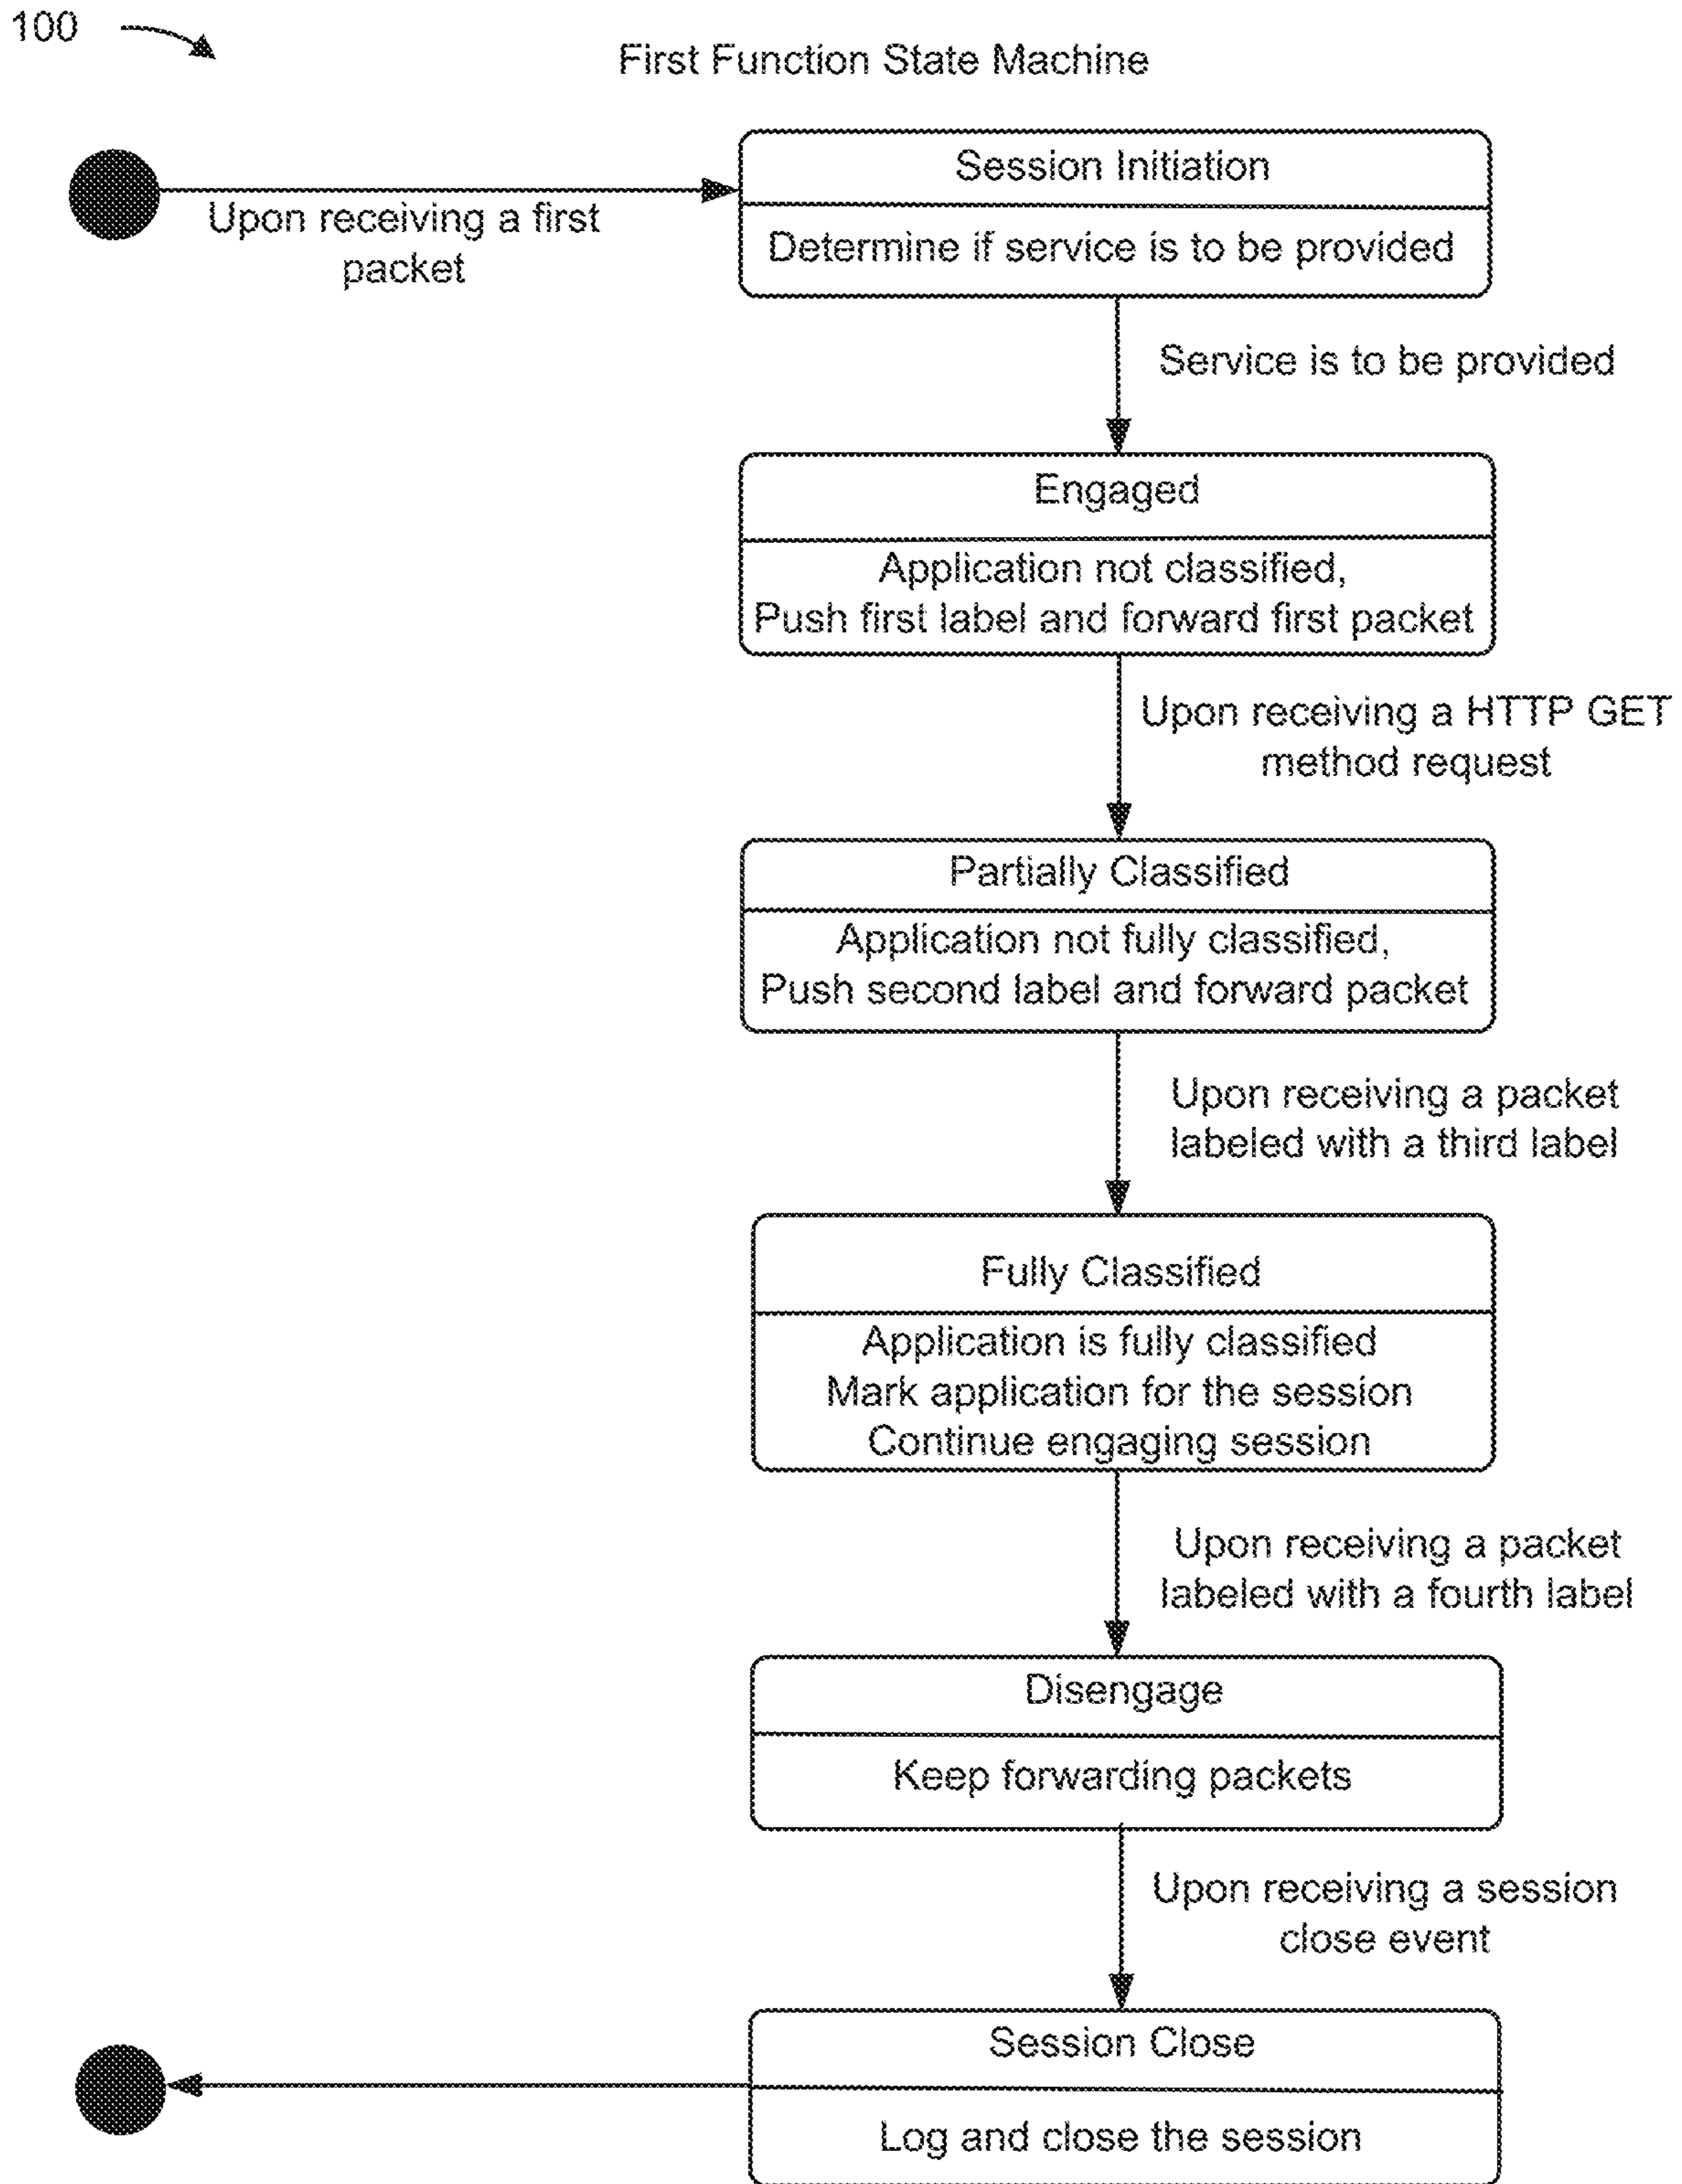 100
First Function State Machine
Session Initiation
Upon receiving a first
packet
Determine if service is to be provided
Service is to be provided
Engaged
Application not classified,
Push first label and forward first packet
Upon receiving a HTTP GET
method request
Partially Classified
Application not fully classified,
Push second label and forward packet
Upon receiving a packet
labeled with a third label
Fully Classified
Application is fully classified
Mark application for the session
Continue engaging session
Upon receiving a packet
labeled with a fourth label
Disengage
Keep forwarding packets
Upon receiving a session
close event
Session Close
Log and close the session